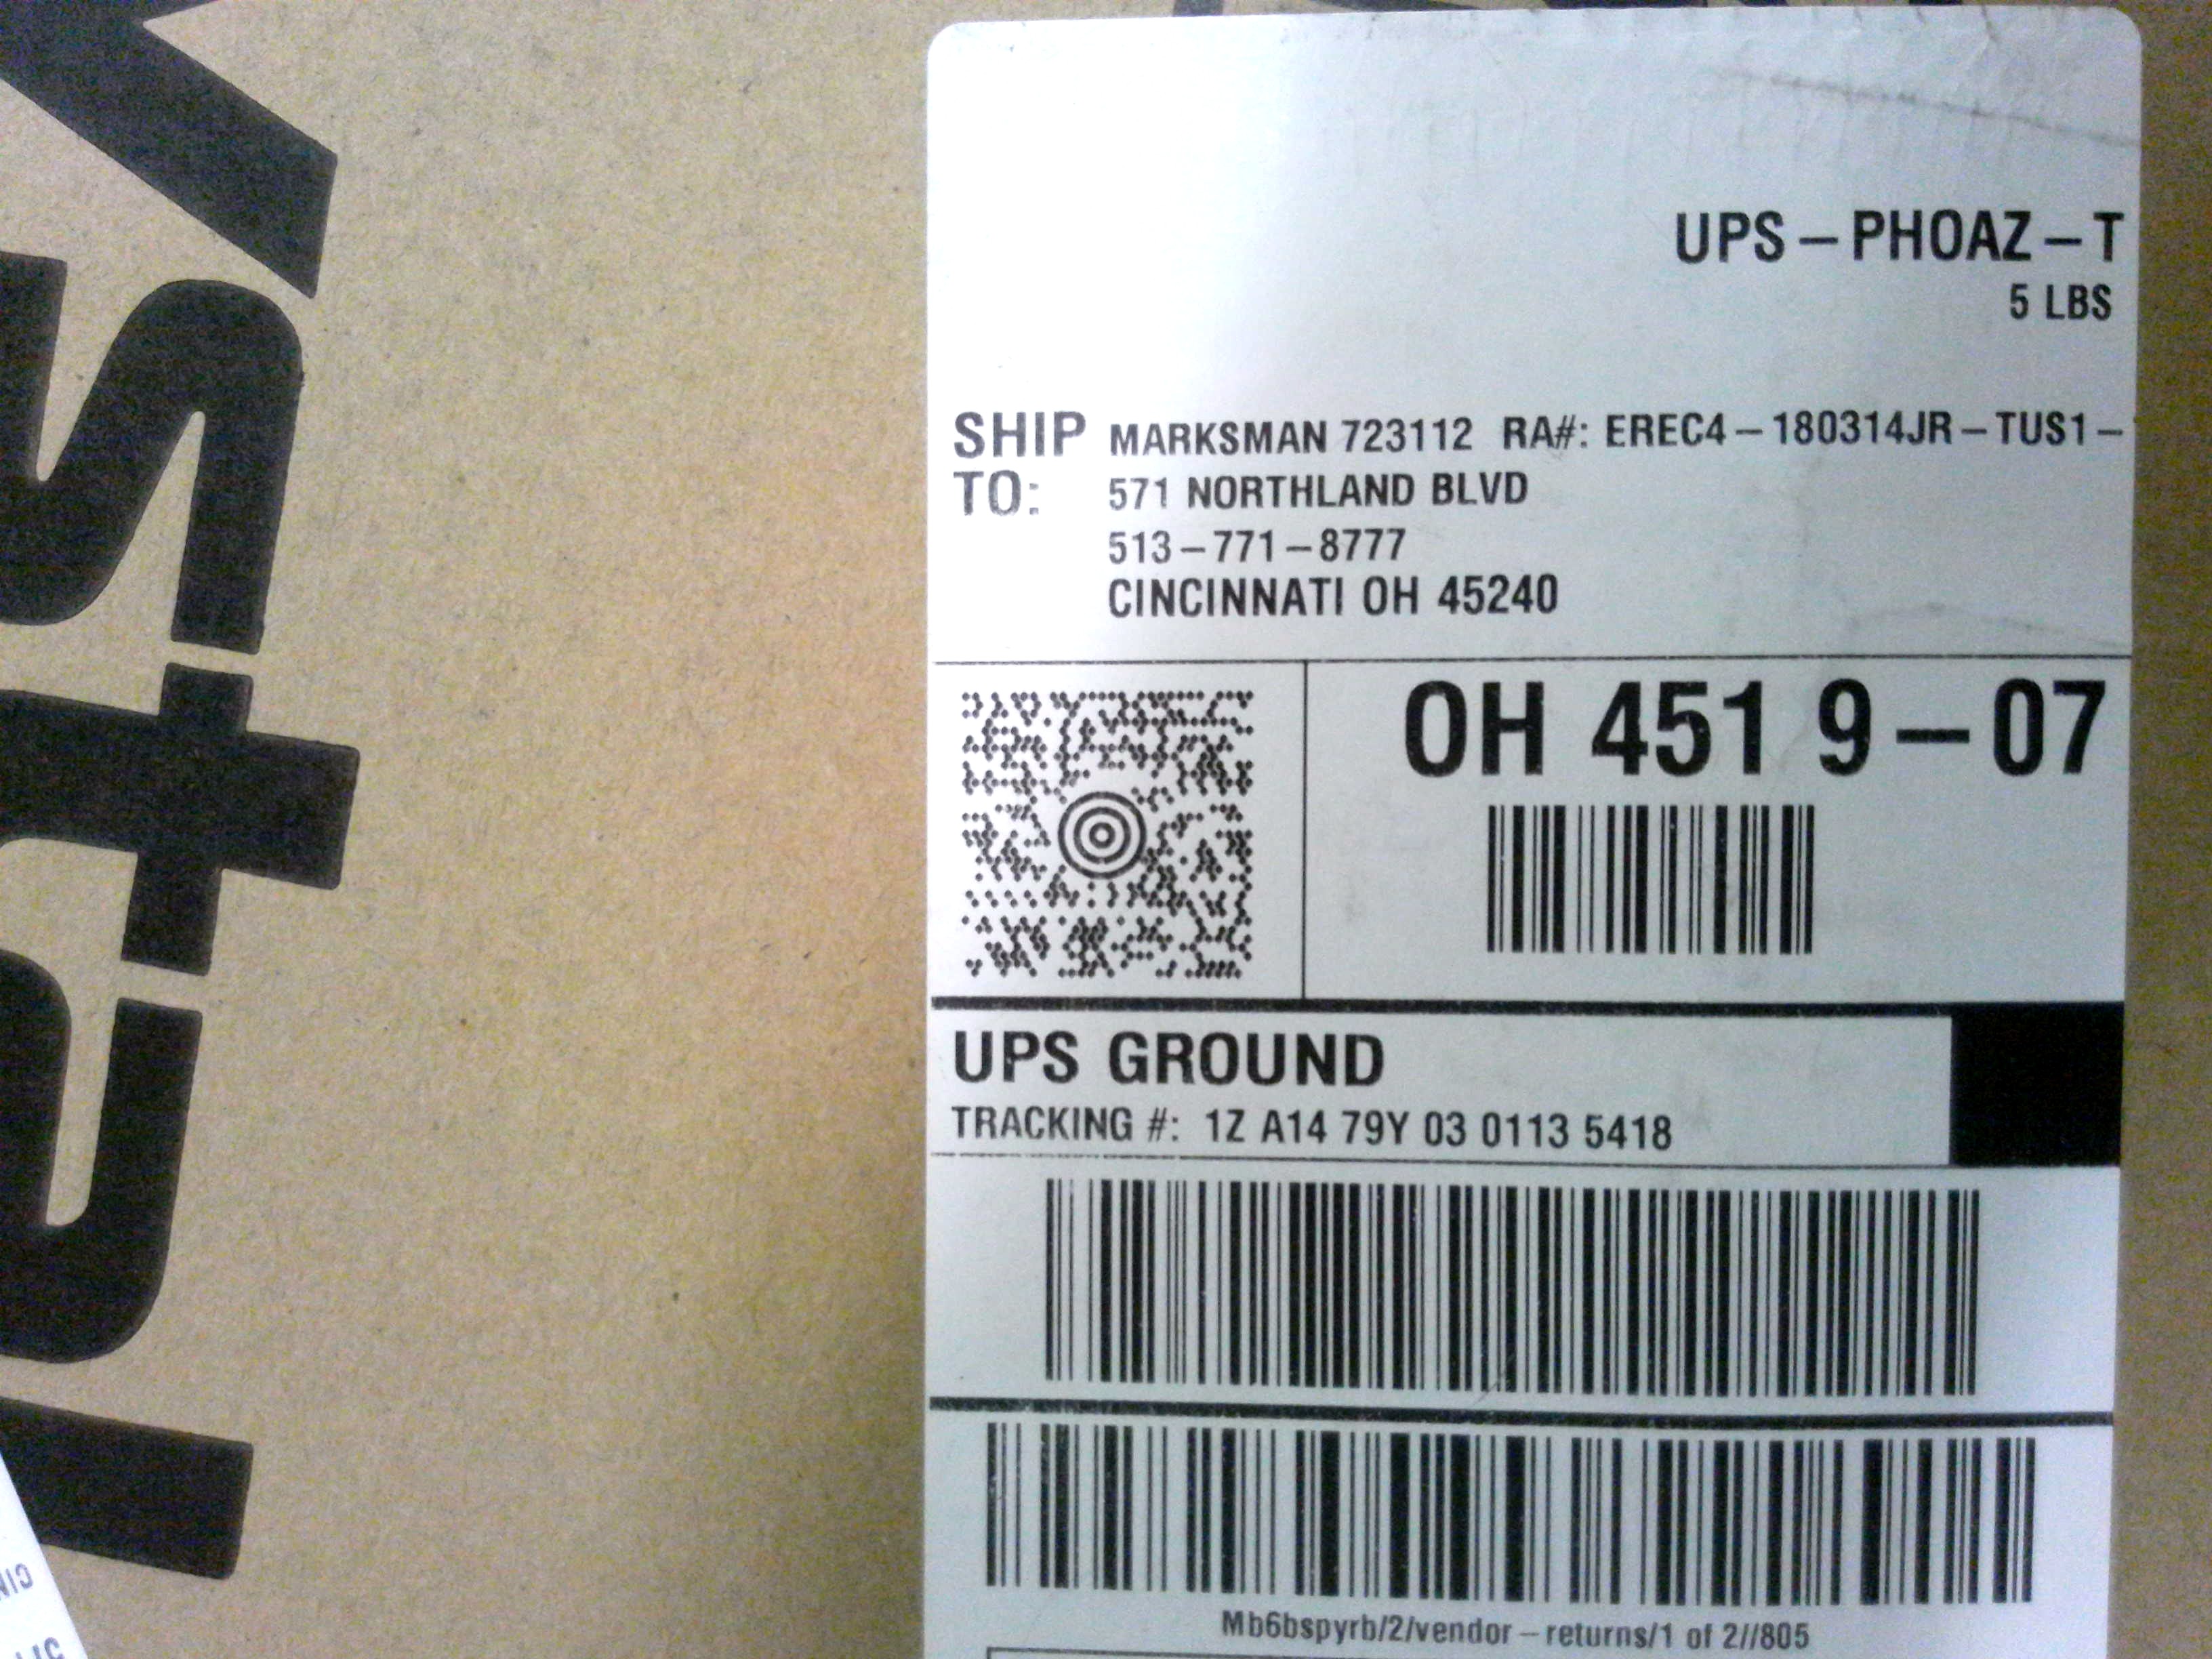 UPS – PHOAZ – T
5 LBS
SHIP TO:
MARKSMAN 723112 RA#: EREC4 – 180314JR – TUS1 –
571 NORTHLAND BLVD
513 – 771 – 8777
CINCINNATI OH 45240
OH 451 9 – 07
UPS GROUND
TRACKING #: 1Z A14 79Y 03 0113 5418
Mb6bspyrb/2/vendor – returns/1 of 2//805